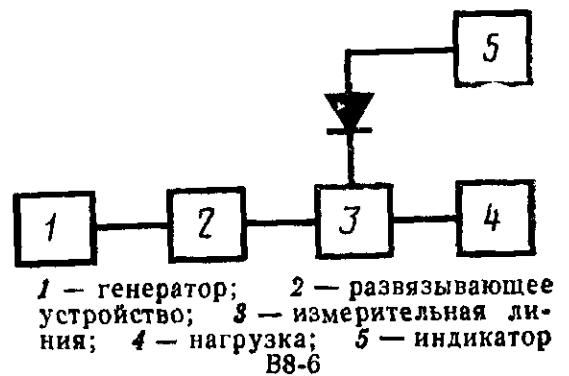 5
1
2
3
4
1 — генератор; 2 — развязывающее
устройство; 3 — измерительная ли-
ния; 4 — нагрузка; 5 — индикатор
В8-6